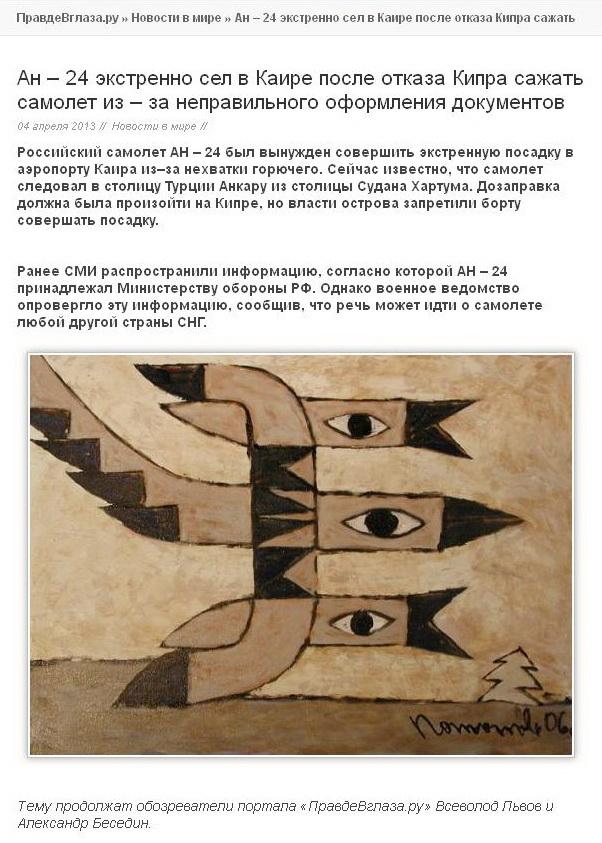 ПравдеВглаза.ру » Новости в мире » Ан – 24 экстренно сел в Каире после отказа Кипра сажать
Ан – 24 экстренно сел в Каире после отказа Кипра сажать
самолет из – за неправильного оформления документов
04 апреля 2013 // Новости в мире //
Российский самолет АН – 24 был вынужден совершить экстренную посадку в
аэропорту Каира из–за нехватки горючего. Сейчас известно, что самолет
следовал в столицу Турции Анкару из столицы Судана Хартума. Дозаправка
должна была произойти на Кипре, но власти острова запретили борту
совершать посадку.
Ранее СМИ распространили информацию, согласно которой АН – 24
принадлежал Министерству обороны РФ. Однако военное ведомство
опровергло эту информацию, сообщив, что речь может идти о самолете
любой другой страны СНГ.
06
Тему продолжат обозреватели портала «ПравдеВглаза.ру» Всеволод Львов и
Александр Беседин.